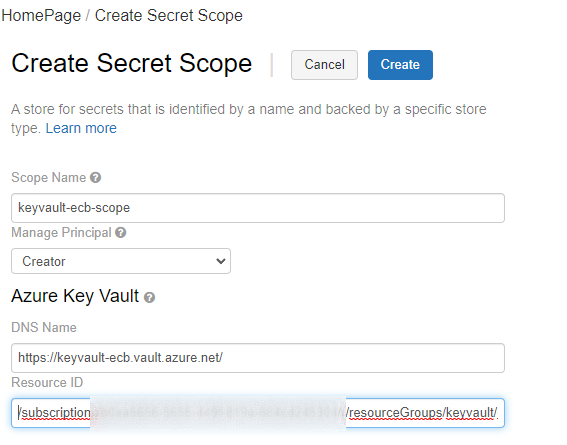 HomePage / Create Secret Scope
Create Secret Scope | Cancel Create
A store for secrets that is identified by a name and backed by a specific store
type. Learn more
Scope Name
keyvault-ecb-scope
Manage Principal
Creator
Azure Key Vault
DNS Name
https://keyvault-ecb.vault.azure.net/
Resource ID
/subscription /resourceGroups/keyvault/